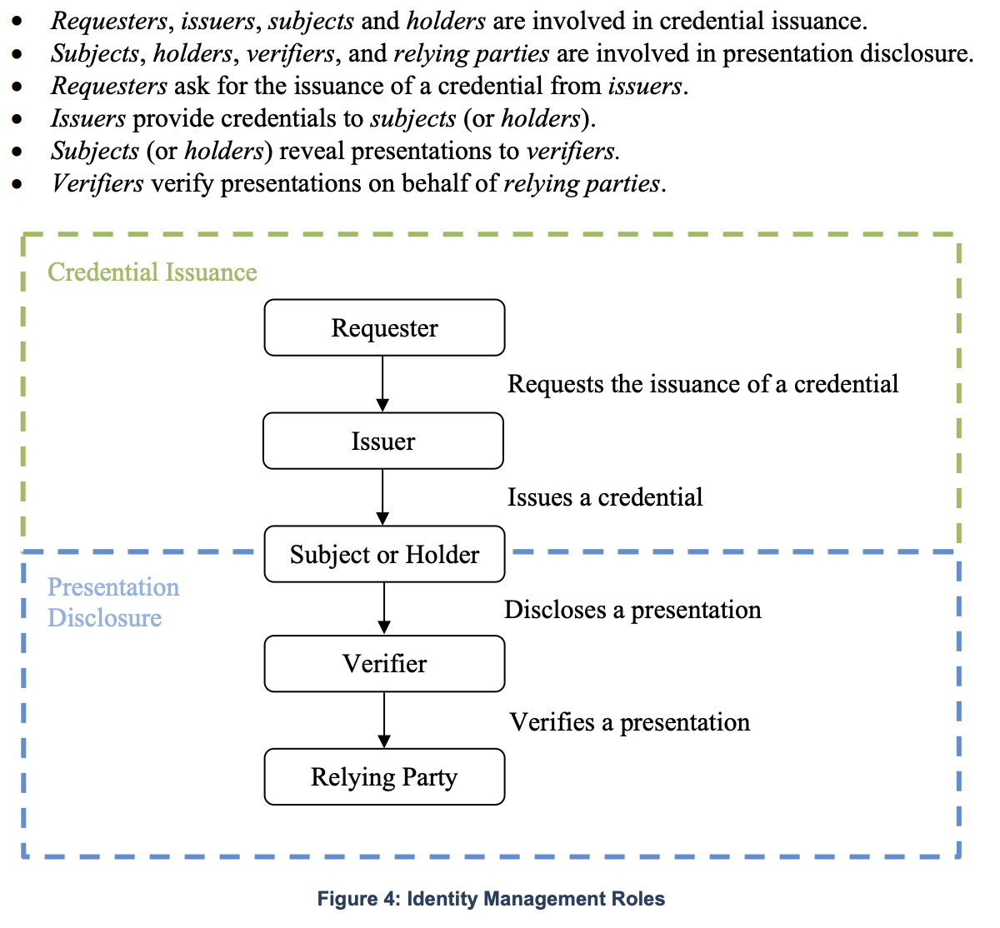 • Requesters, issuers, subjects and holders are involved in credential issuance.
• Subjects, holders, verifiers, and relying parties are involved in presentation disclosure.
• Requesters ask for the issuance of a credential from issuers.
• Issuers provide credentials to subjects (or holders).
• Subjects (or holders) reveal presentations to verifiers.
• Verifiers verify presentations on behalf of relying parties.
Credential Issuance
Requester
Requests the issuance of a credential
Issuer
Issues a credential
Subject or Holder
Presentation
Disclosure
Discloses a presentation
Verifier
Verifies a presentation
Relying Party
Figure 4: Identity Management Roles